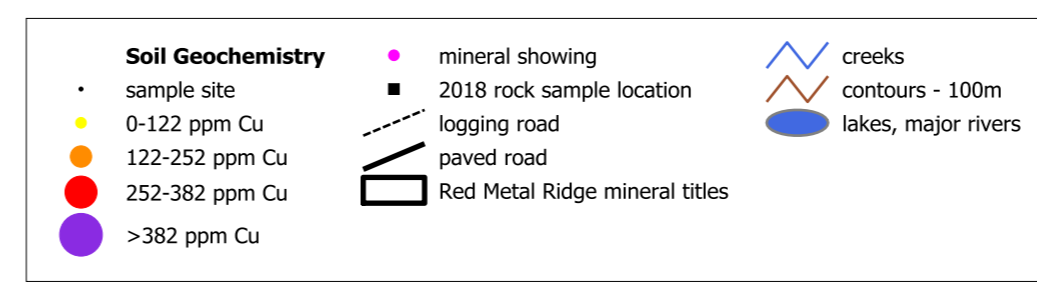 Soil Geochemistry
sample site
0-122 ppm Cu
122-252 ppm Cu
252-382 ppm Cu
>382 ppm Cu
mineral showing
2018 rock sample location
logging road
paved road
Red Metal Ridge mineral titles
creeks
contours - 100m
lakes, major rivers